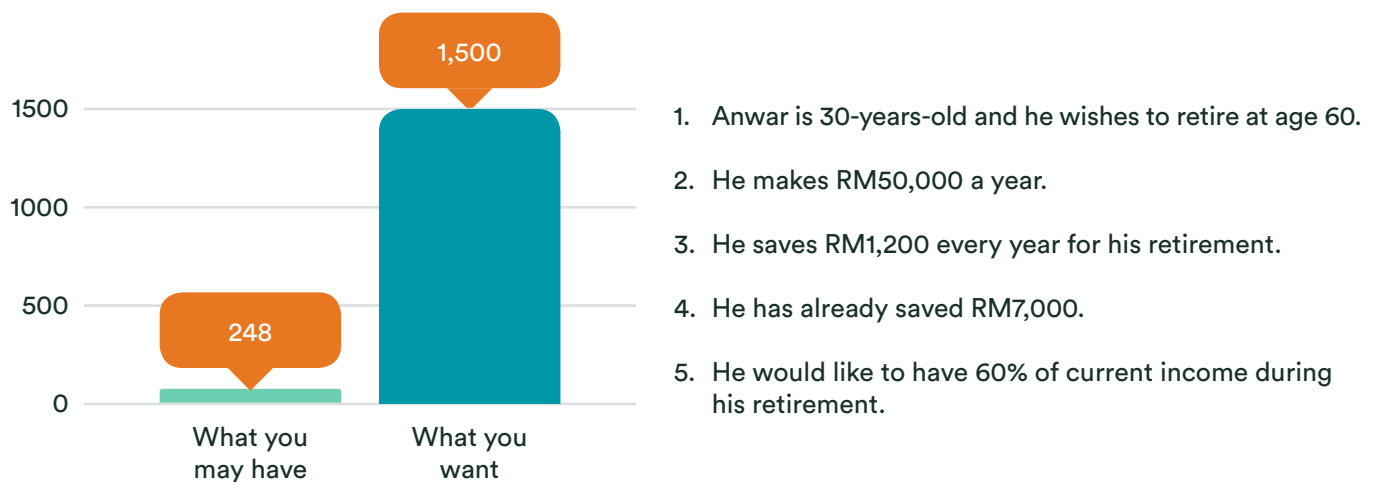 1,500
1500
1000
500
0
248
What you
may have
What you
want
1. Anwar is 30-years-old and he wishes to retire at age 60.
2. He makes RM50,000 a year.
3. He saves RM1,200 every year for his retirement.
4. He has already saved RM7,000.
5. He would like to have 60% of current income during
his retirement.